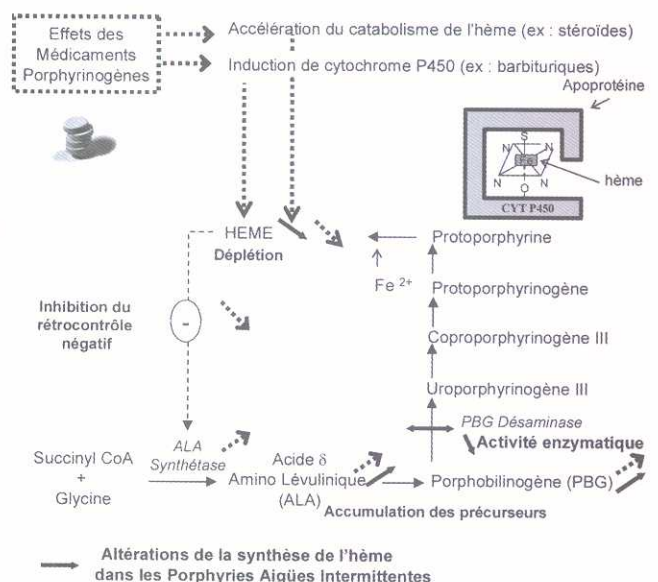 Effets des
Médicaments
Porphyrinogènes
Accélération du catabolisme de l'hème (ex : stéroïdes)
Induction de cytochrome P450 (ex : barbituriques)
Apoprotéine
S
N
N
Fe
N
N
O
hème
CYT P450
HEME
Déplétion
Protoporphyrine
Fe 2+
Protoporphyrinogène
Inhibition du
rétrocontrôle
négatif
-
Coproporphyrinogène III
Uroporphyrinogène III
PBG Désaminase
Activité enzymatique
Succinyl CoA
+
Glycine
ALA
Synthétase
Acide δ
Amino Lévulinique
(ALA)
Porphobilinogène (PBG)
Accumulation des précurseurs
Altérations de la synthèse de l'hème
dans les Porphyries Aigües Intermittentes